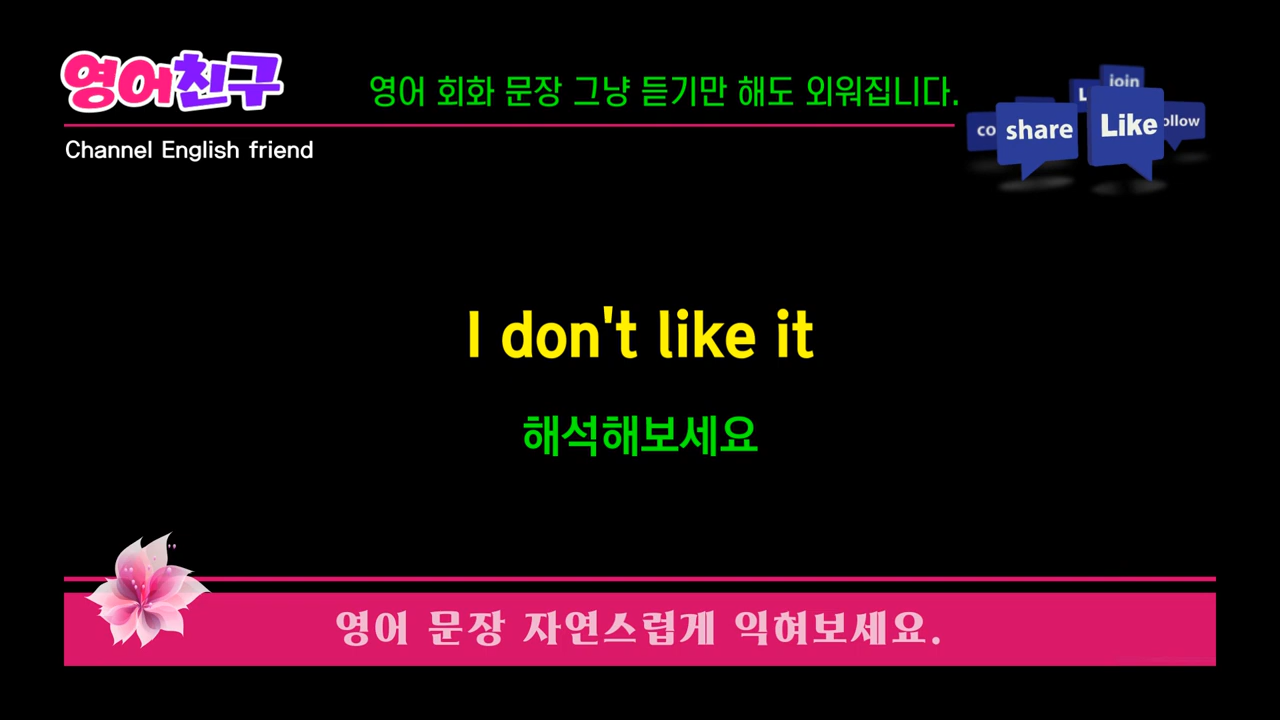 영어친구
영어 회화 문장 그냥 듣기만 해도 외워집니다.
join
L
co
share
Like
ollow
Channel English friend
I don't like it
해석해보세요
영어 문장 자연스럽게 익혀보세요.